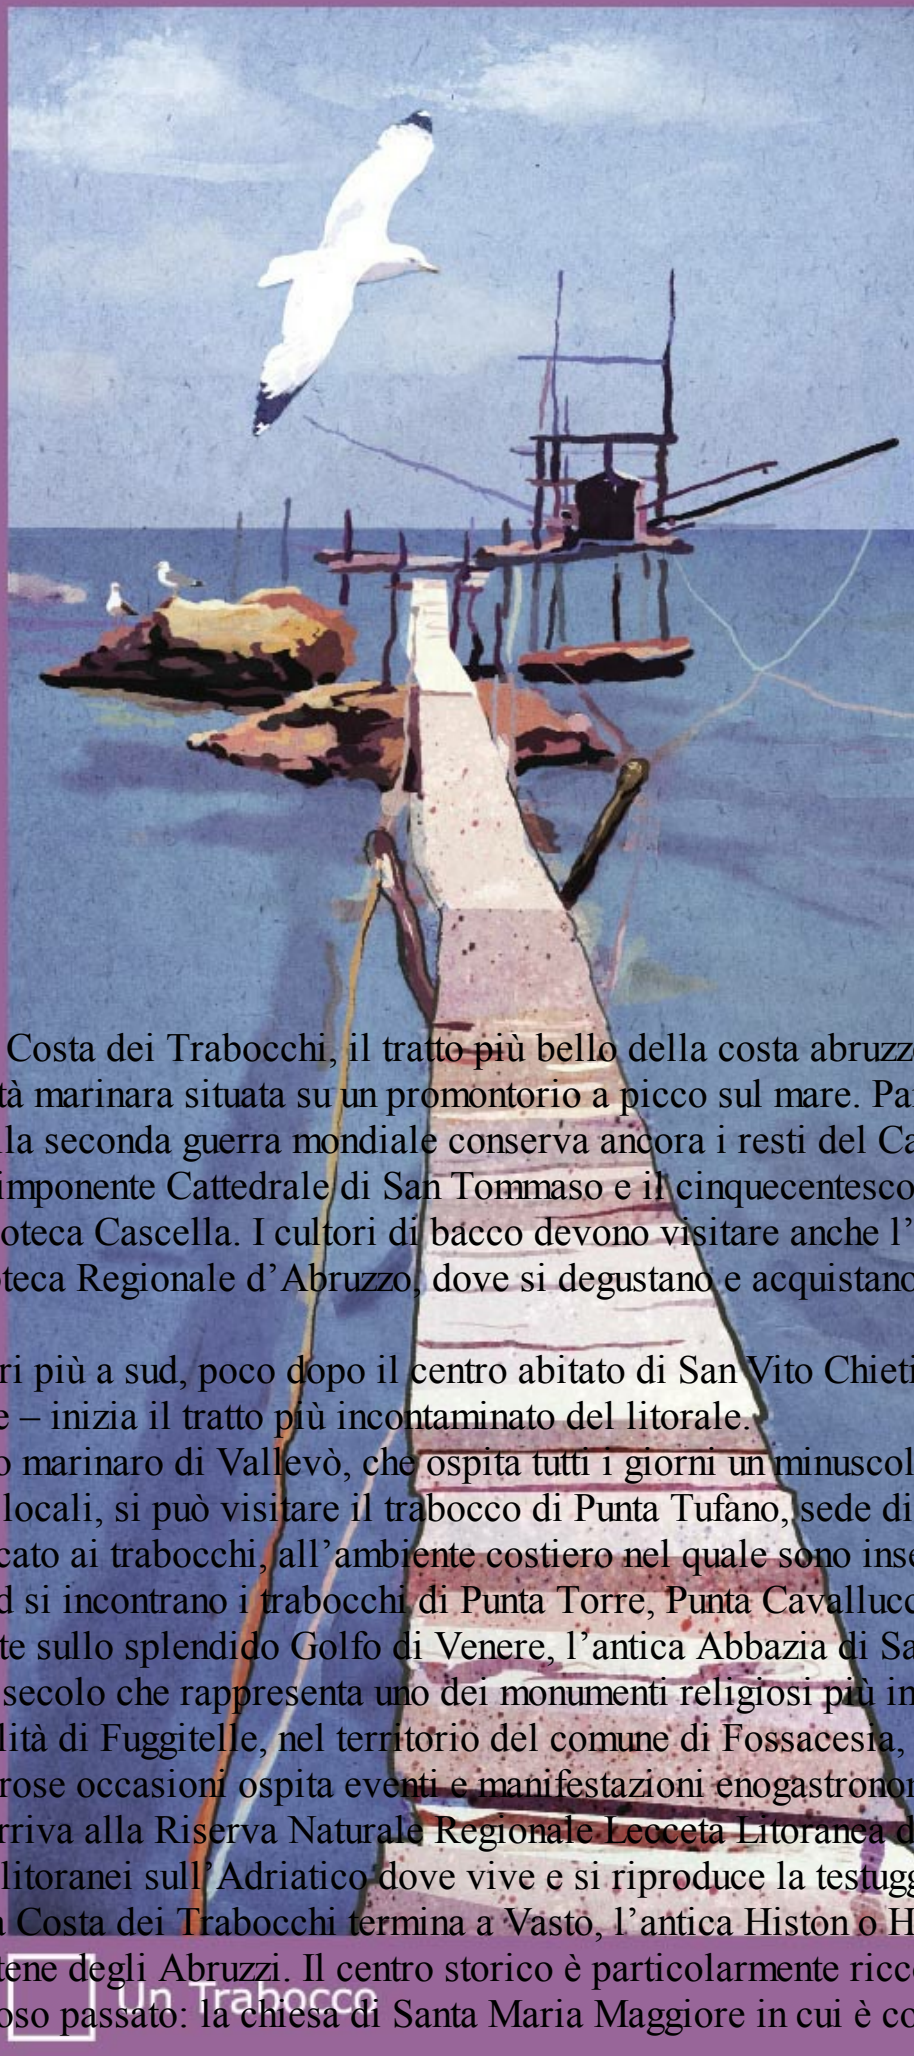 Costa dei Trabocchi, il tratto più bello della costa abruzz
tà marinara situata su un promontorio a picco sul mare. Pa
lla seconda guerra mondiale conserva ancora i resti del Ca
imponente Cattedrale di San Tommaso e il cinquecentesco
oteca Cascella. I cultori di bacco devono visitare anche l’
oteca Regionale d’Abruzzo, dove si degustano e acquistano
ri più a sud, poco dopo il centro abitato di San Vito Chieti
e – inizia il tratto più incontaminato del litorale.
o marinaro di Vallevò, che ospita tutti i giorni un minuscol
locali, si può visitare il trabocco di Punta Tufano, sede di
cato ai trabocchi, all’ambiente costiero nel quale sono inse
d si incontrano i trabocchi di Punta Torre, Punta Cavallucc
te sullo splendido Golfo di Venere, l’antica Abbazia di Sa
secolo che rappresenta uno dei monumenti religiosi più in
lità di Fuggitelle, nel territorio del comune di Fossacesia,
rose occasioni ospita eventi e manifestazioni enogastrono
rriva alla Riserva Naturale Regionale Lecceta Litoranea d
litoranei sull’Adriatico dove vive e si riproduce la testugg
a Costa dei Trabocchi termina a Vasto, l’antica Histon o H
tene degli Abruzzi. Il centro storico è particolarmente ricc
Un Trabocco
oso passato: la chiesa di Santa Maria Maggiore in cui è co